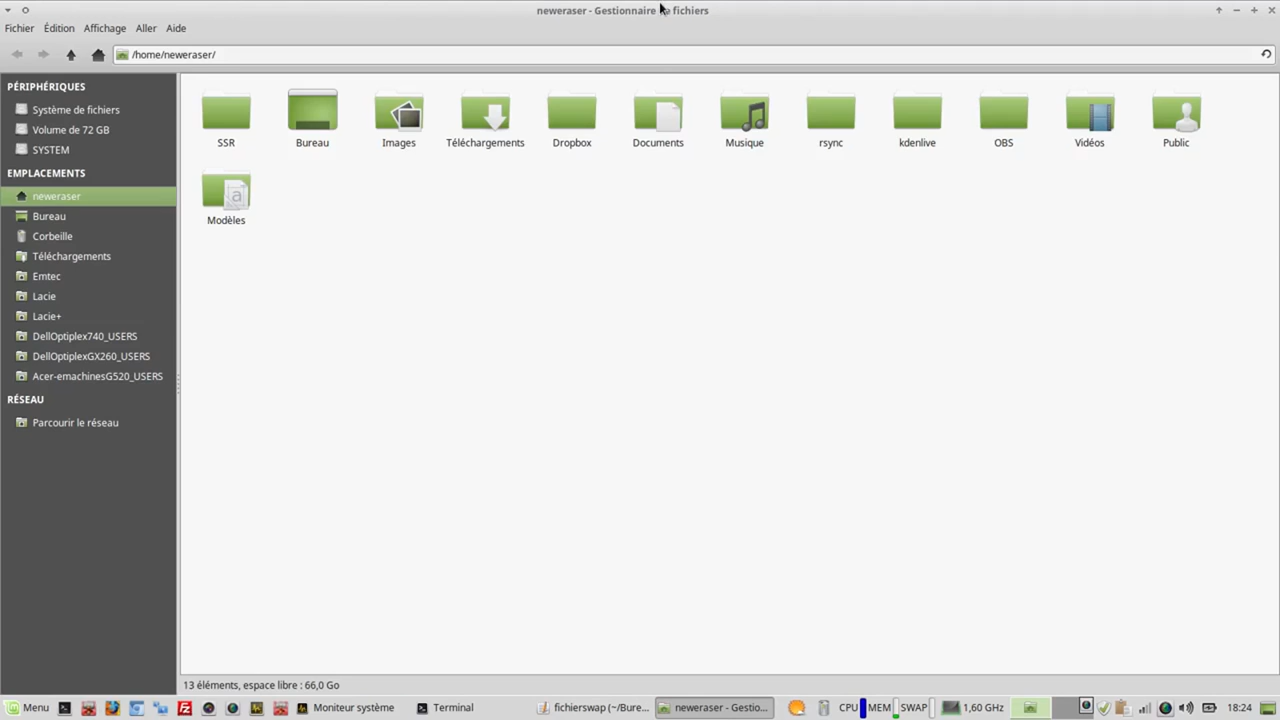 neweraser - Gestionnaire de fichiers
Fichier Édition Affichage Aller Aide
/home/neweraser/
PÉRIPHÉRIQUES
Système de fichiers
Volume de 72 GB
SYSTEM
EMPLACEMENTS
neweraser
Bureau
Corbeille
Téléchargements
Emtec
Lacie
Lacie+
DellOptiplex740_USERS
DellOptiplexGX260_USERS
Acer-emachinesG520_USERS
RÉSEAU
Parcourir le réseau
SSR Bureau Images Téléchargements Dropbox Documents Musique rsync kdenlive OBS Vidéos Public
a
Modèles
13 éléments, espace libre : 66,0 Go
Menu Moniteur système Terminal fichierswap (~/Bure... neweraser - Gestio... CPU MEM SWAP 1,60 GHz 18:24